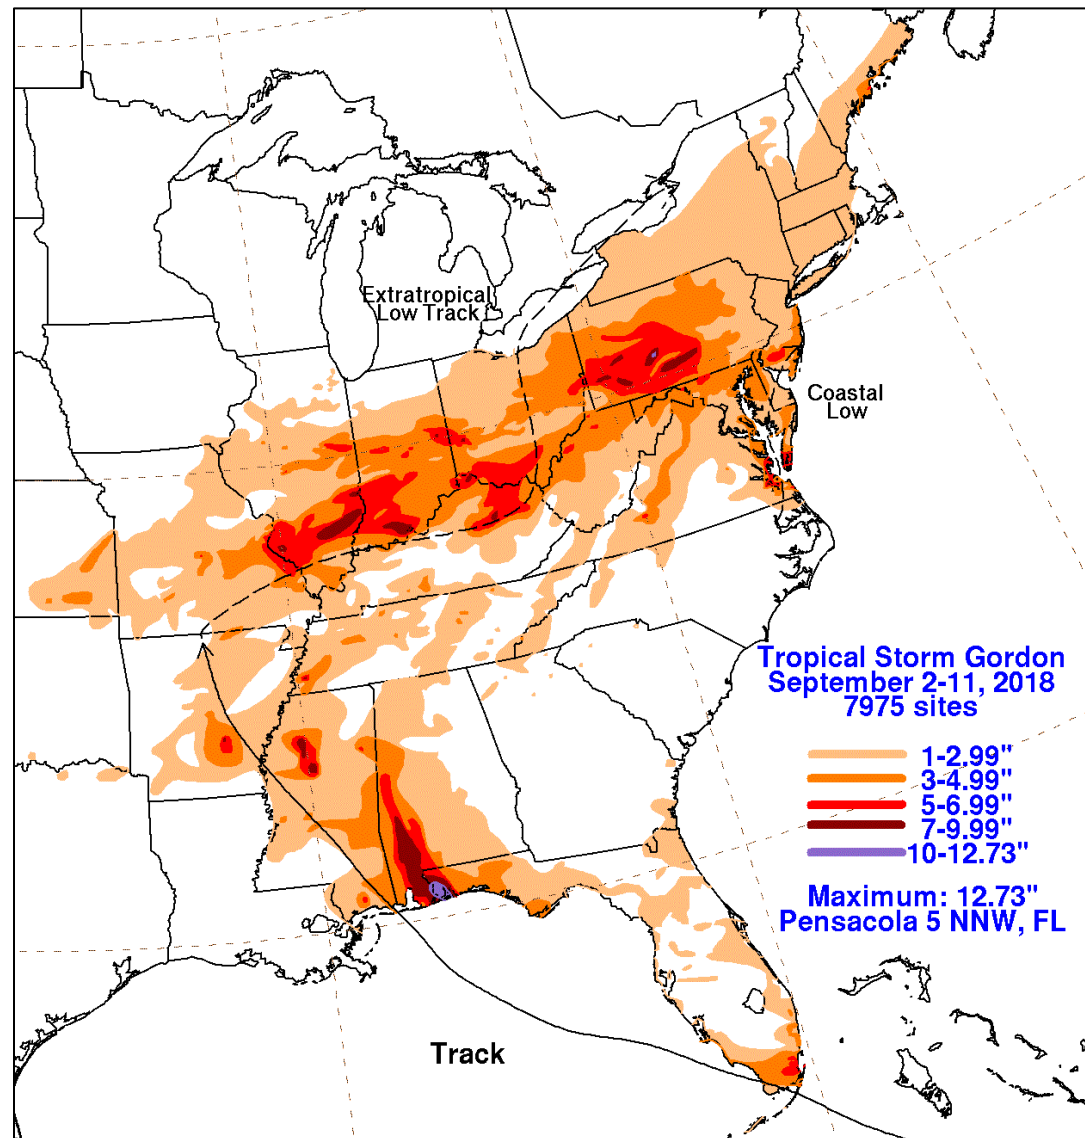 Extratropical
Low Track
Coastal
Low
Tropical Storm Gordon
September 2-11, 2018
7975 sites
1-2.99"
3-4.99"
5-6.99"
7-9.99"
10-12.73"
Maximum: 12.73"
Pensacola 5 NNW, FL
Track